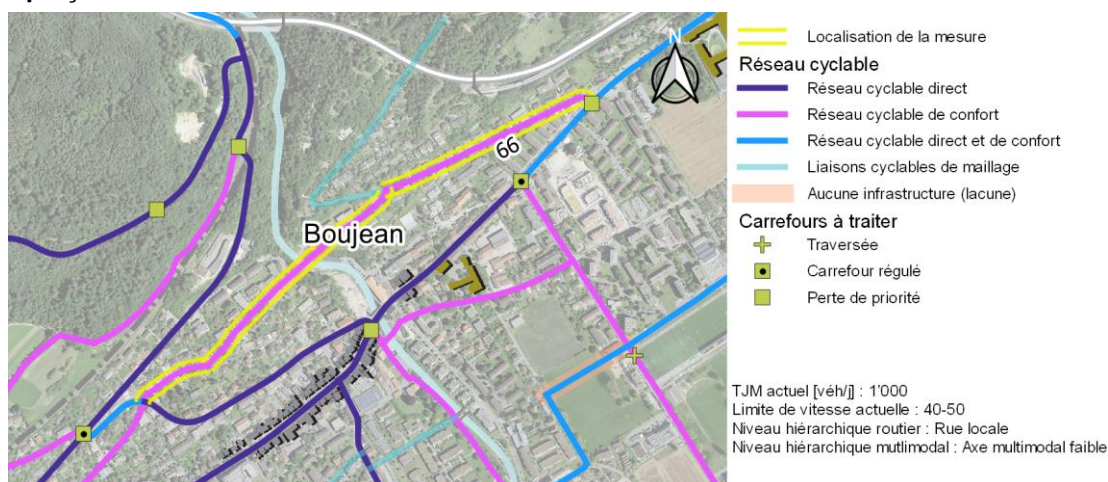 N
66
Boujean
Localisation de la mesure
Réseau cyclable
Réseau cyclable direct
Réseau cyclable de confort
Réseau cyclable direct et de confort
Liaisons cyclables de maillage
Aucune infrastructure (lacune)
Carrefours à traiter
Traversée
Carrefour régulé
Perte de priorité
TJM actuel [véh/j] : 1'000
Limite de vitesse actuelle : 40-50
Niveau hiérarchique routier : Rue locale
Niveau hiérarchique mutlimodal : Axe multimodal faible